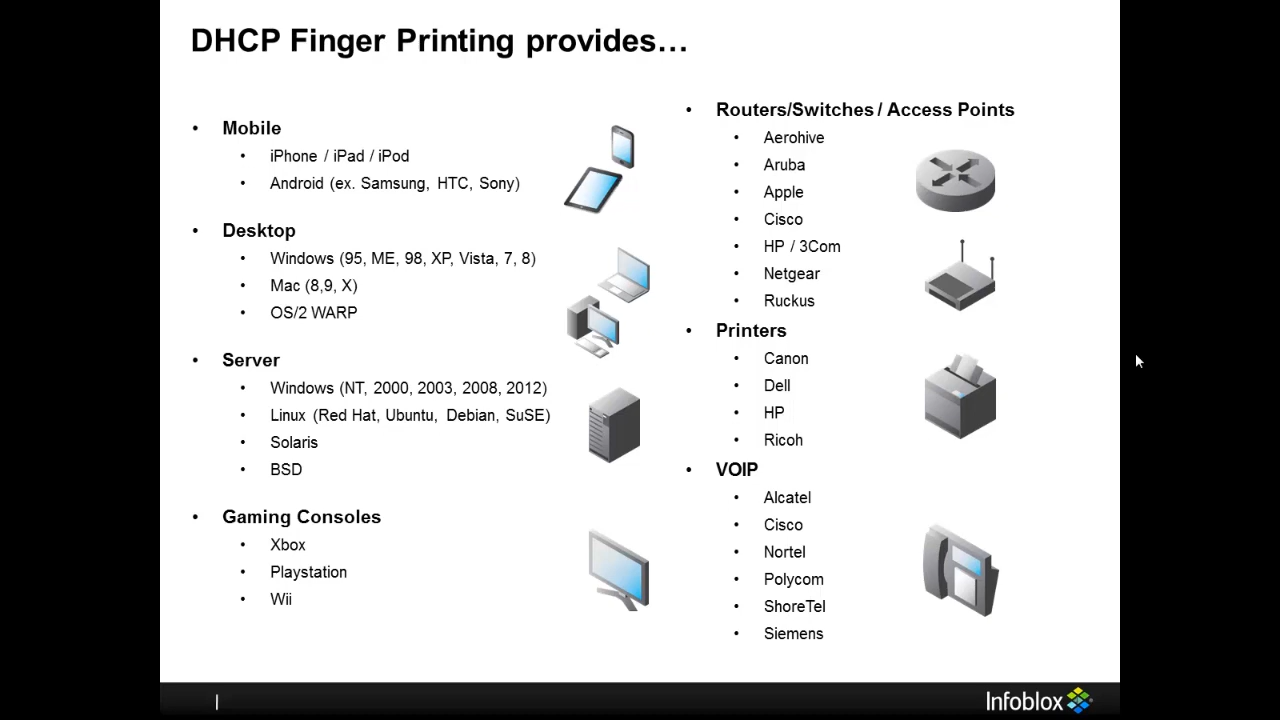 DHCP Finger Printing provides…
• Mobile
• iPhone / iPad / iPod
• Android (ex. Samsung, HTC, Sony)
• Desktop
• Windows (95, ME, 98, XP, Vista, 7, 8)
• Mac (8,9, X)
• OS/2 WARP
• Server
• Windows (NT, 2000, 2003, 2008, 2012)
• Linux (Red Hat, Ubuntu, Debian, SuSE)
• Solaris
• BSD
• Gaming Consoles
• Xbox
• Playstation
• Wii
• Routers/Switches / Access Points
• Aerohive
• Aruba
• Apple
• Cisco
• HP / 3Com
• Netgear
• Ruckus
• Printers
• Canon
• Dell
• HP
• Ricoh
• VOIP
• Alcatel
• Cisco
• Nortel
• Polycom
• ShoreTel
• Siemens
|
Infoblox